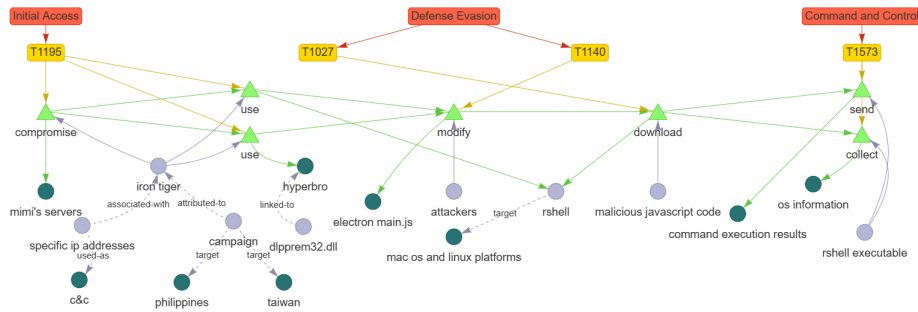 Initial Access
Defense Evasion
Command and Control
T1195
T1027
T1140
T1573
use
compromise
modify
download
send
use
collect
iron tiger
hyperbro
mimi's servers
associated-with
attributed-to
linked-to
electron main.js
attackers
rshell
malicious javascript code
os information
target
command execution results
specific ip addresses
campaign
dlpprem32.dll
mac os and linux platforms
rshell executable
used-as
target
target
c&c
philippines
taiwan